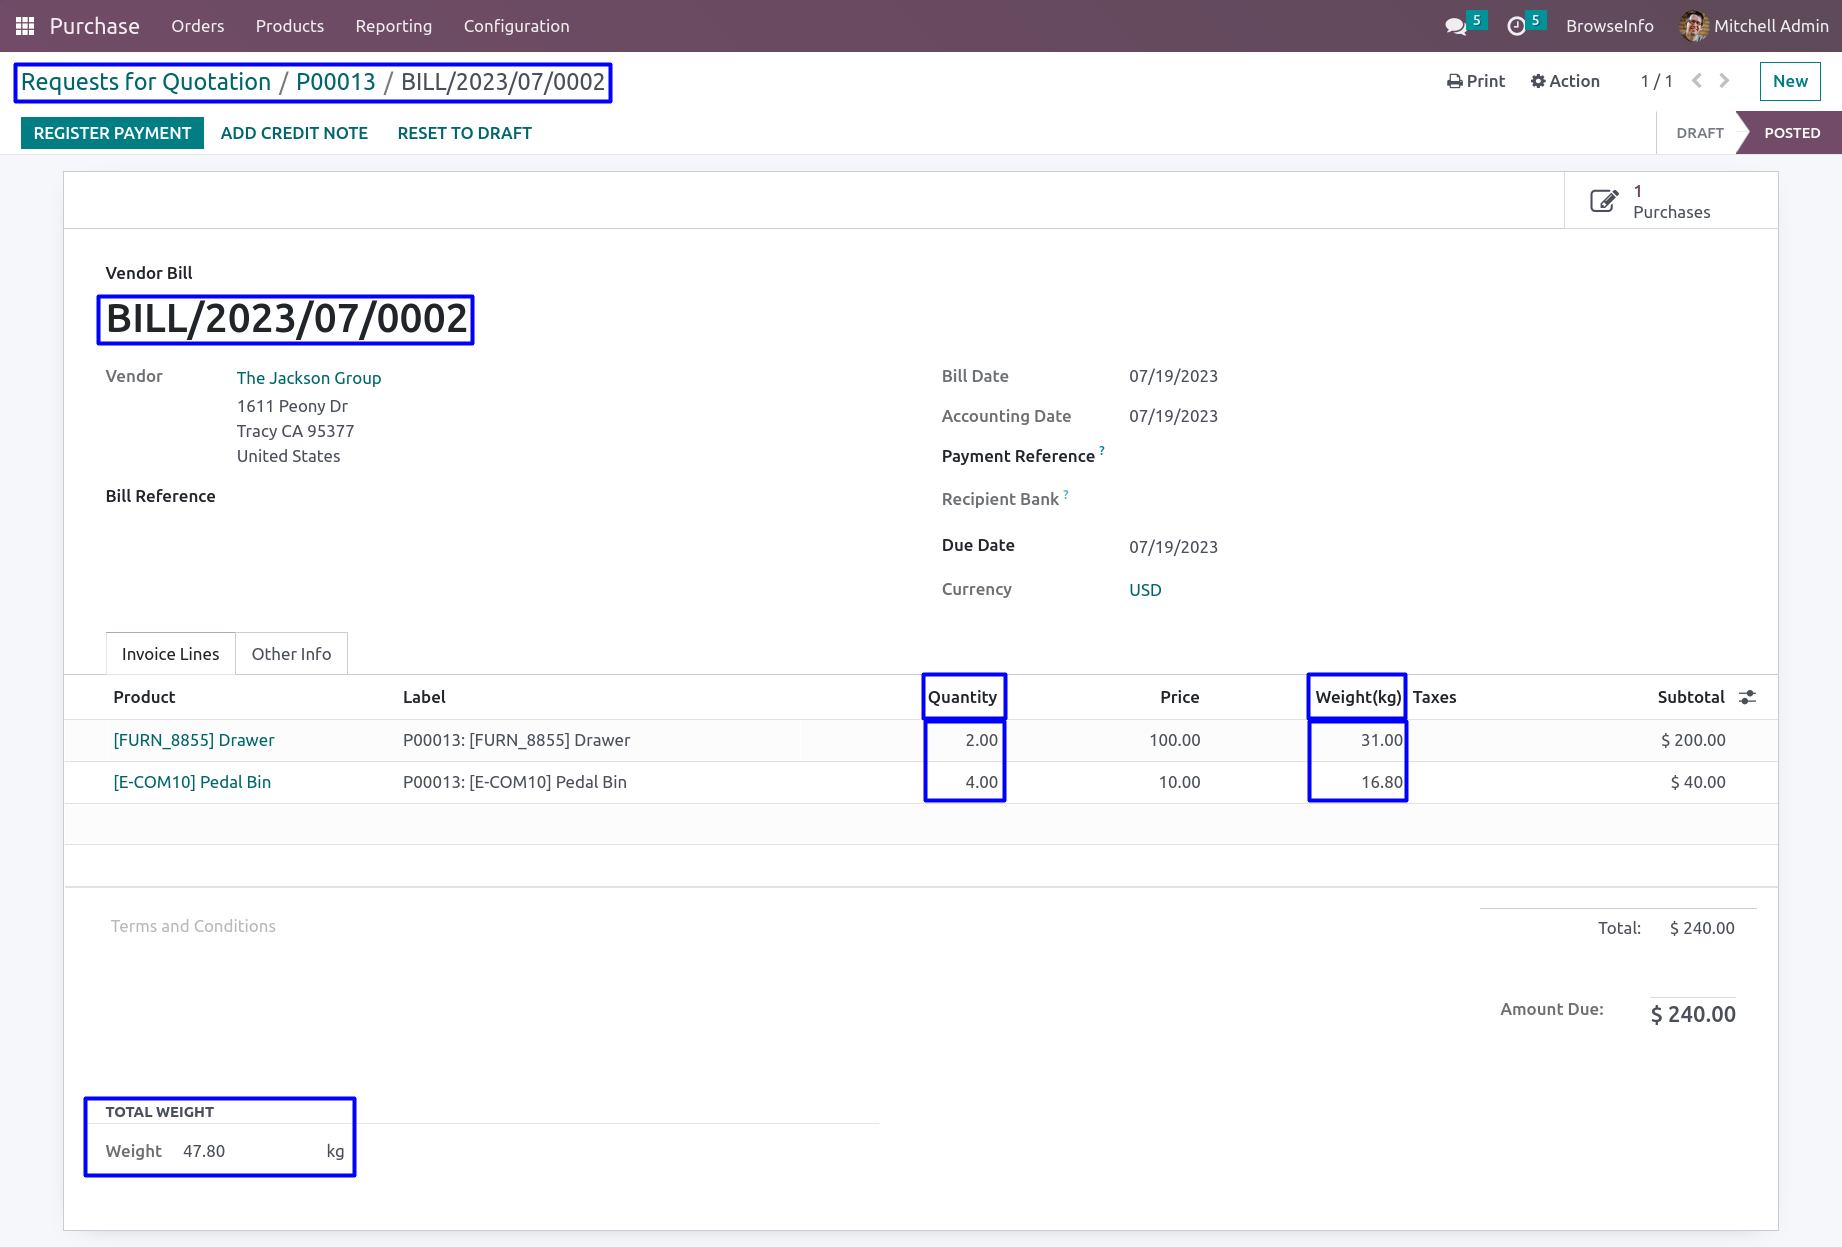 Purchase Orders Products Reporting Configuration 5 5 BrowseInfo Mitchell Admin
Requests for Quotation / P00013 / BILL/2023/07/0002 Print Action 1 / 1 New
REGISTER PAYMENT ADD CREDIT NOTE RESET TO DRAFT DRAFT POSTED
1
Purchases
Vendor Bill
BILL/2023/07/0002
Vendor The Jackson Group Bill Date 07/19/2023
1611 Peony Dr
Tracy CA 95377 Accounting Date 07/19/2023
United States Payment Reference ?
Bill Reference Recipient Bank ?
Due Date 07/19/2023
Currency USD
Invoice Lines Other Info
Product Label Quantity Price Weight(kg) Taxes Subtotal
[FURN_8855] Drawer P00013: [FURN_8855] Drawer 2.00 100.00 31.00 $ 200.00
[E-COM10] Pedal Bin P00013: [E-COM10] Pedal Bin 4.00 10.00 16.80 $ 40.00
Terms and Conditions Total: $ 240.00
Amount Due: $ 240.00
TOTAL WEIGHT
Weight 47.80 kg